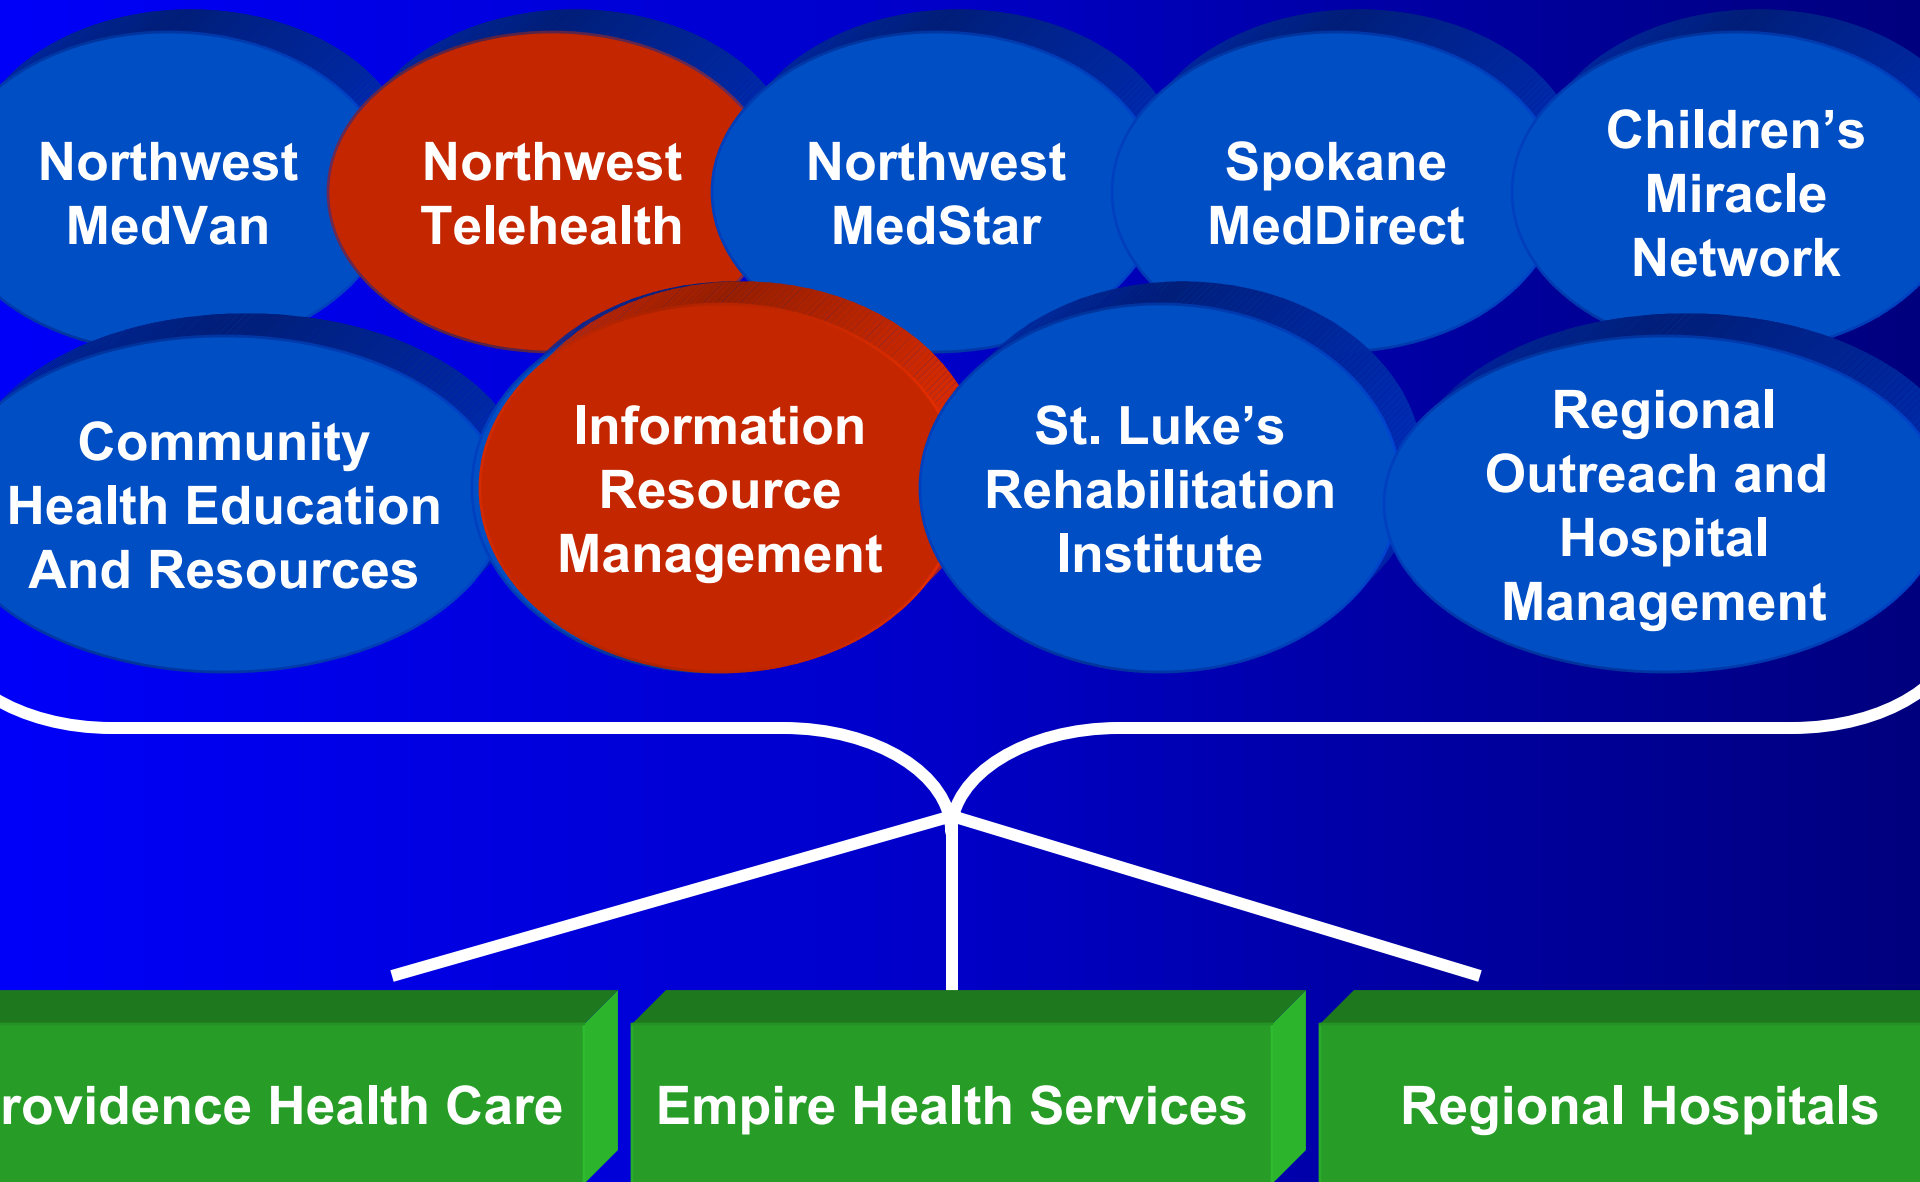 Northwest
MedVan
Northwest
Telehealth
Northwest
MedStar
Spokane
MedDirect
Children’s
Miracle
Network
Community
Health Education
And Resources
Information
Resource
Management
St. Luke’s
Rehabilitation
Institute
Regional
Outreach and
Hospital
Management
rovidence Health Care
Empire Health Services
Regional Hospitals